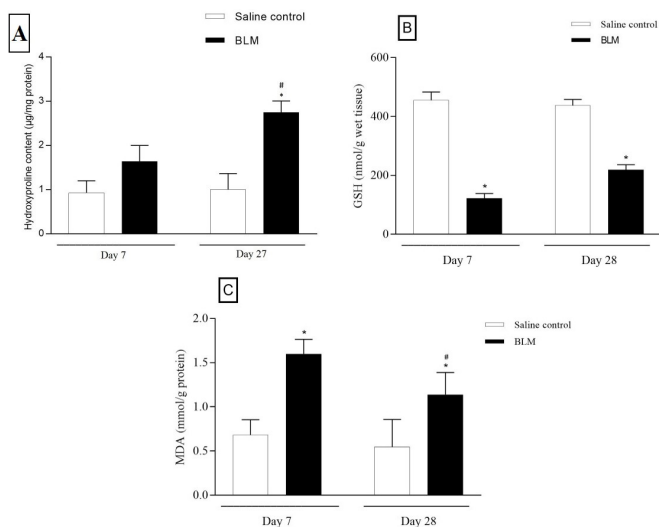 A
Saline control
BLM
Hydroxyproline content (µg/mg protein)
4
3
2
1
0
#
*
Day 7
Day 27
B
Saline control
BLM
GSH (nmol/g wet tissue)
600
400
200
0
*
*
Day 7
Day 28
C
Saline control
BLM
MDA (mmol/g protein)
2.0
1.5
1.0
0.5
0.0
*
#
*
Day 7
Day 28